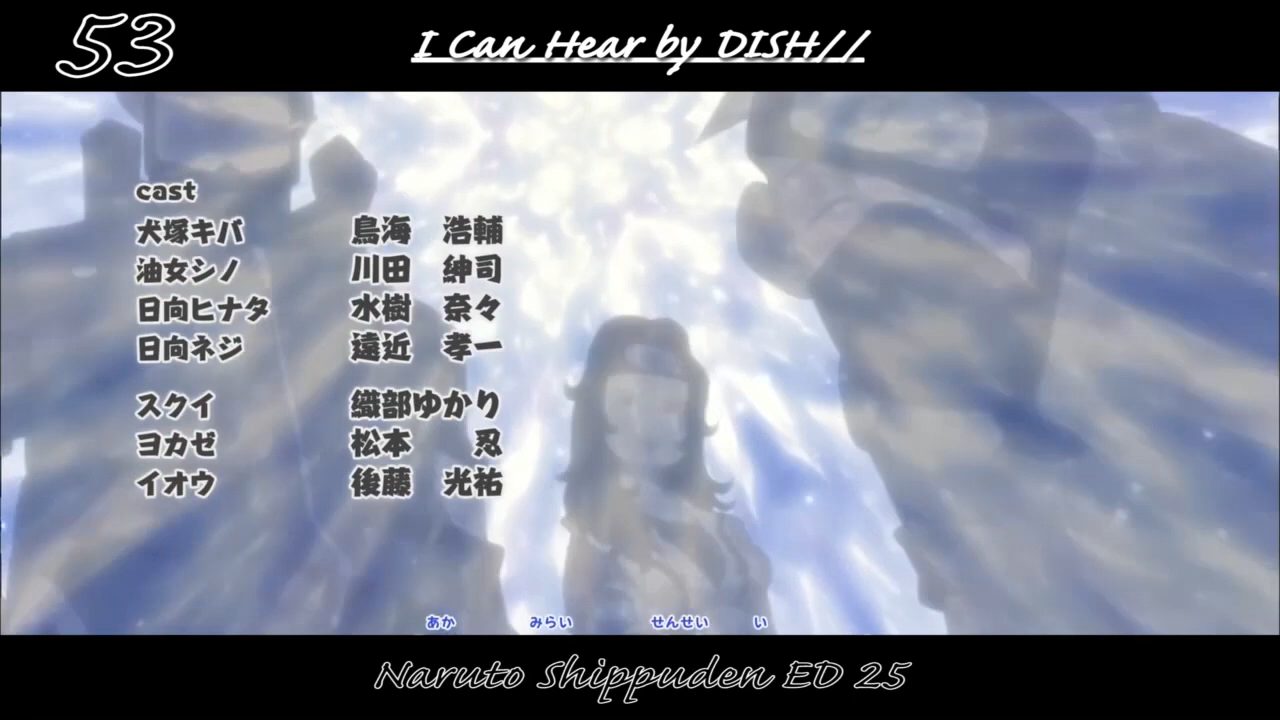 53
I Can Hear by DISH//
cast
犬塚キバ 鳥海 浩輔
油女シノ 川田 紳司
日向ヒナタ 水樹 奈々
日向ネジ 遠近 孝一
スクイ 織部ゆかり
ヨカゼ 松本 忍
イオウ 後藤 光祐
あか みらい せんせい い
Naruto Shippuden ED 25